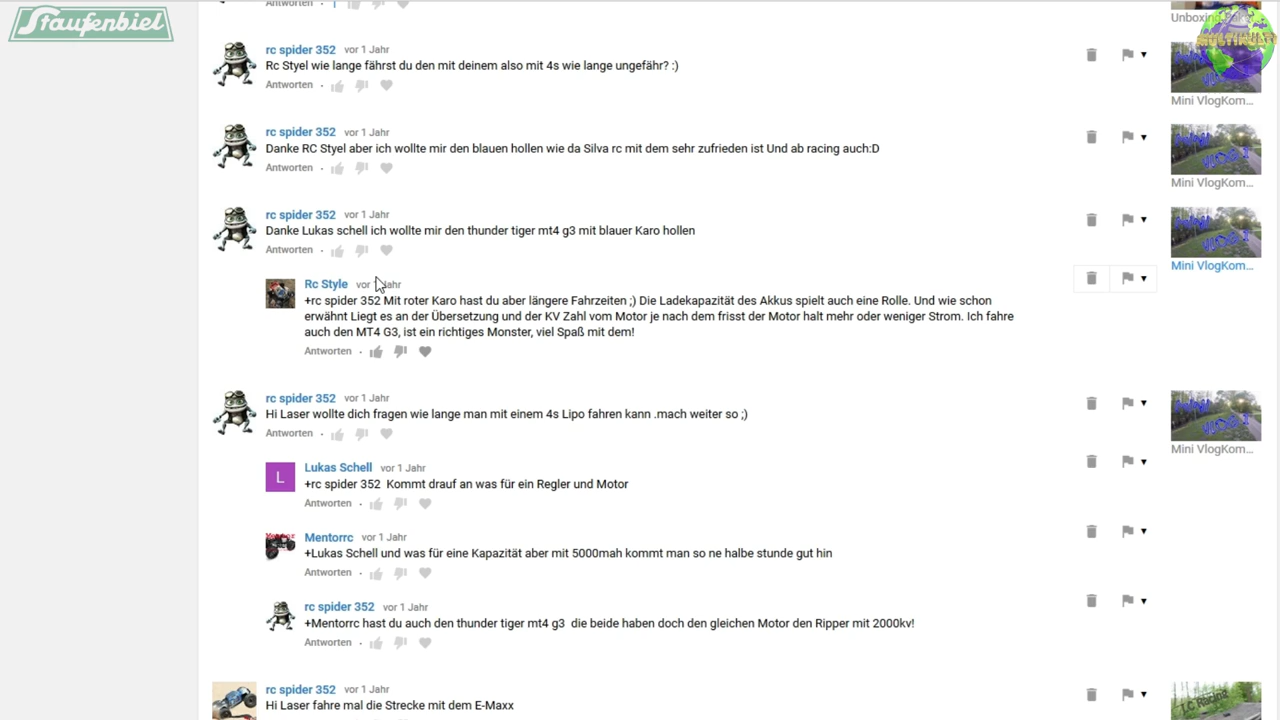 Antworten
Staufenbiel
Unboxing
MULTIKULTI
rc spider 352 vor 1 Jahr
Rc Styel wie lange fährst du den mit deinem also mit 4s wie lange ungefähr? :)
Antworten
Mini VlogKom...
rc spider 352 vor 1 Jahr
Danke RC Styel aber ich wollte mir den blauen hollen wie da Silva rc mit dem sehr zufrieden ist Und ab racing auch:D
Antworten
Mini VlogKom...
rc spider 352 vor 1 Jahr
Danke Lukas schell ich wollte mir den thunder tiger mt4 g3 mit blauer Karo hollen
Antworten
Mini VlogKom...
Rc Style vor 1 Jahr
+rc spider 352 Mit roter Karo hast du aber längere Fahrzeiten ;) Die Ladekapazität des Akkus spielt auch eine Rolle. Und wie schon
erwähnt Liegt es an der Übersetzung und der KV Zahl vom Motor je nach dem frisst der Motor halt mehr oder weniger Strom. Ich fahre
auch den MT4 G3, ist ein richtiges Monster, viel Spaß mit dem!
Antworten
rc spider 352 vor 1 Jahr
Hi Laser wollte dich fragen wie lange man mit einem 4s Lipo fahren kann .mach weiter so ;)
Antworten
Mini VlogKom...
L
Lukas Schell vor 1 Jahr
+rc spider 352 Kommt drauf an was für ein Regler und Motor
Antworten
Mentorrc vor 1 Jahr
+Lukas Schell und was für eine Kapazität aber mit 5000mah kommt man so ne halbe stunde gut hin
Antworten
rc spider 352 vor 1 Jahr
+Mentorrc hast du auch den thunder tiger mt4 g3 die beide haben doch den gleichen Motor den Ripper mit 2000kv!
Antworten
rc spider 352 vor 1 Jahr
Hi Laser fahre mal die Strecke mit dem E-Maxx
Racing